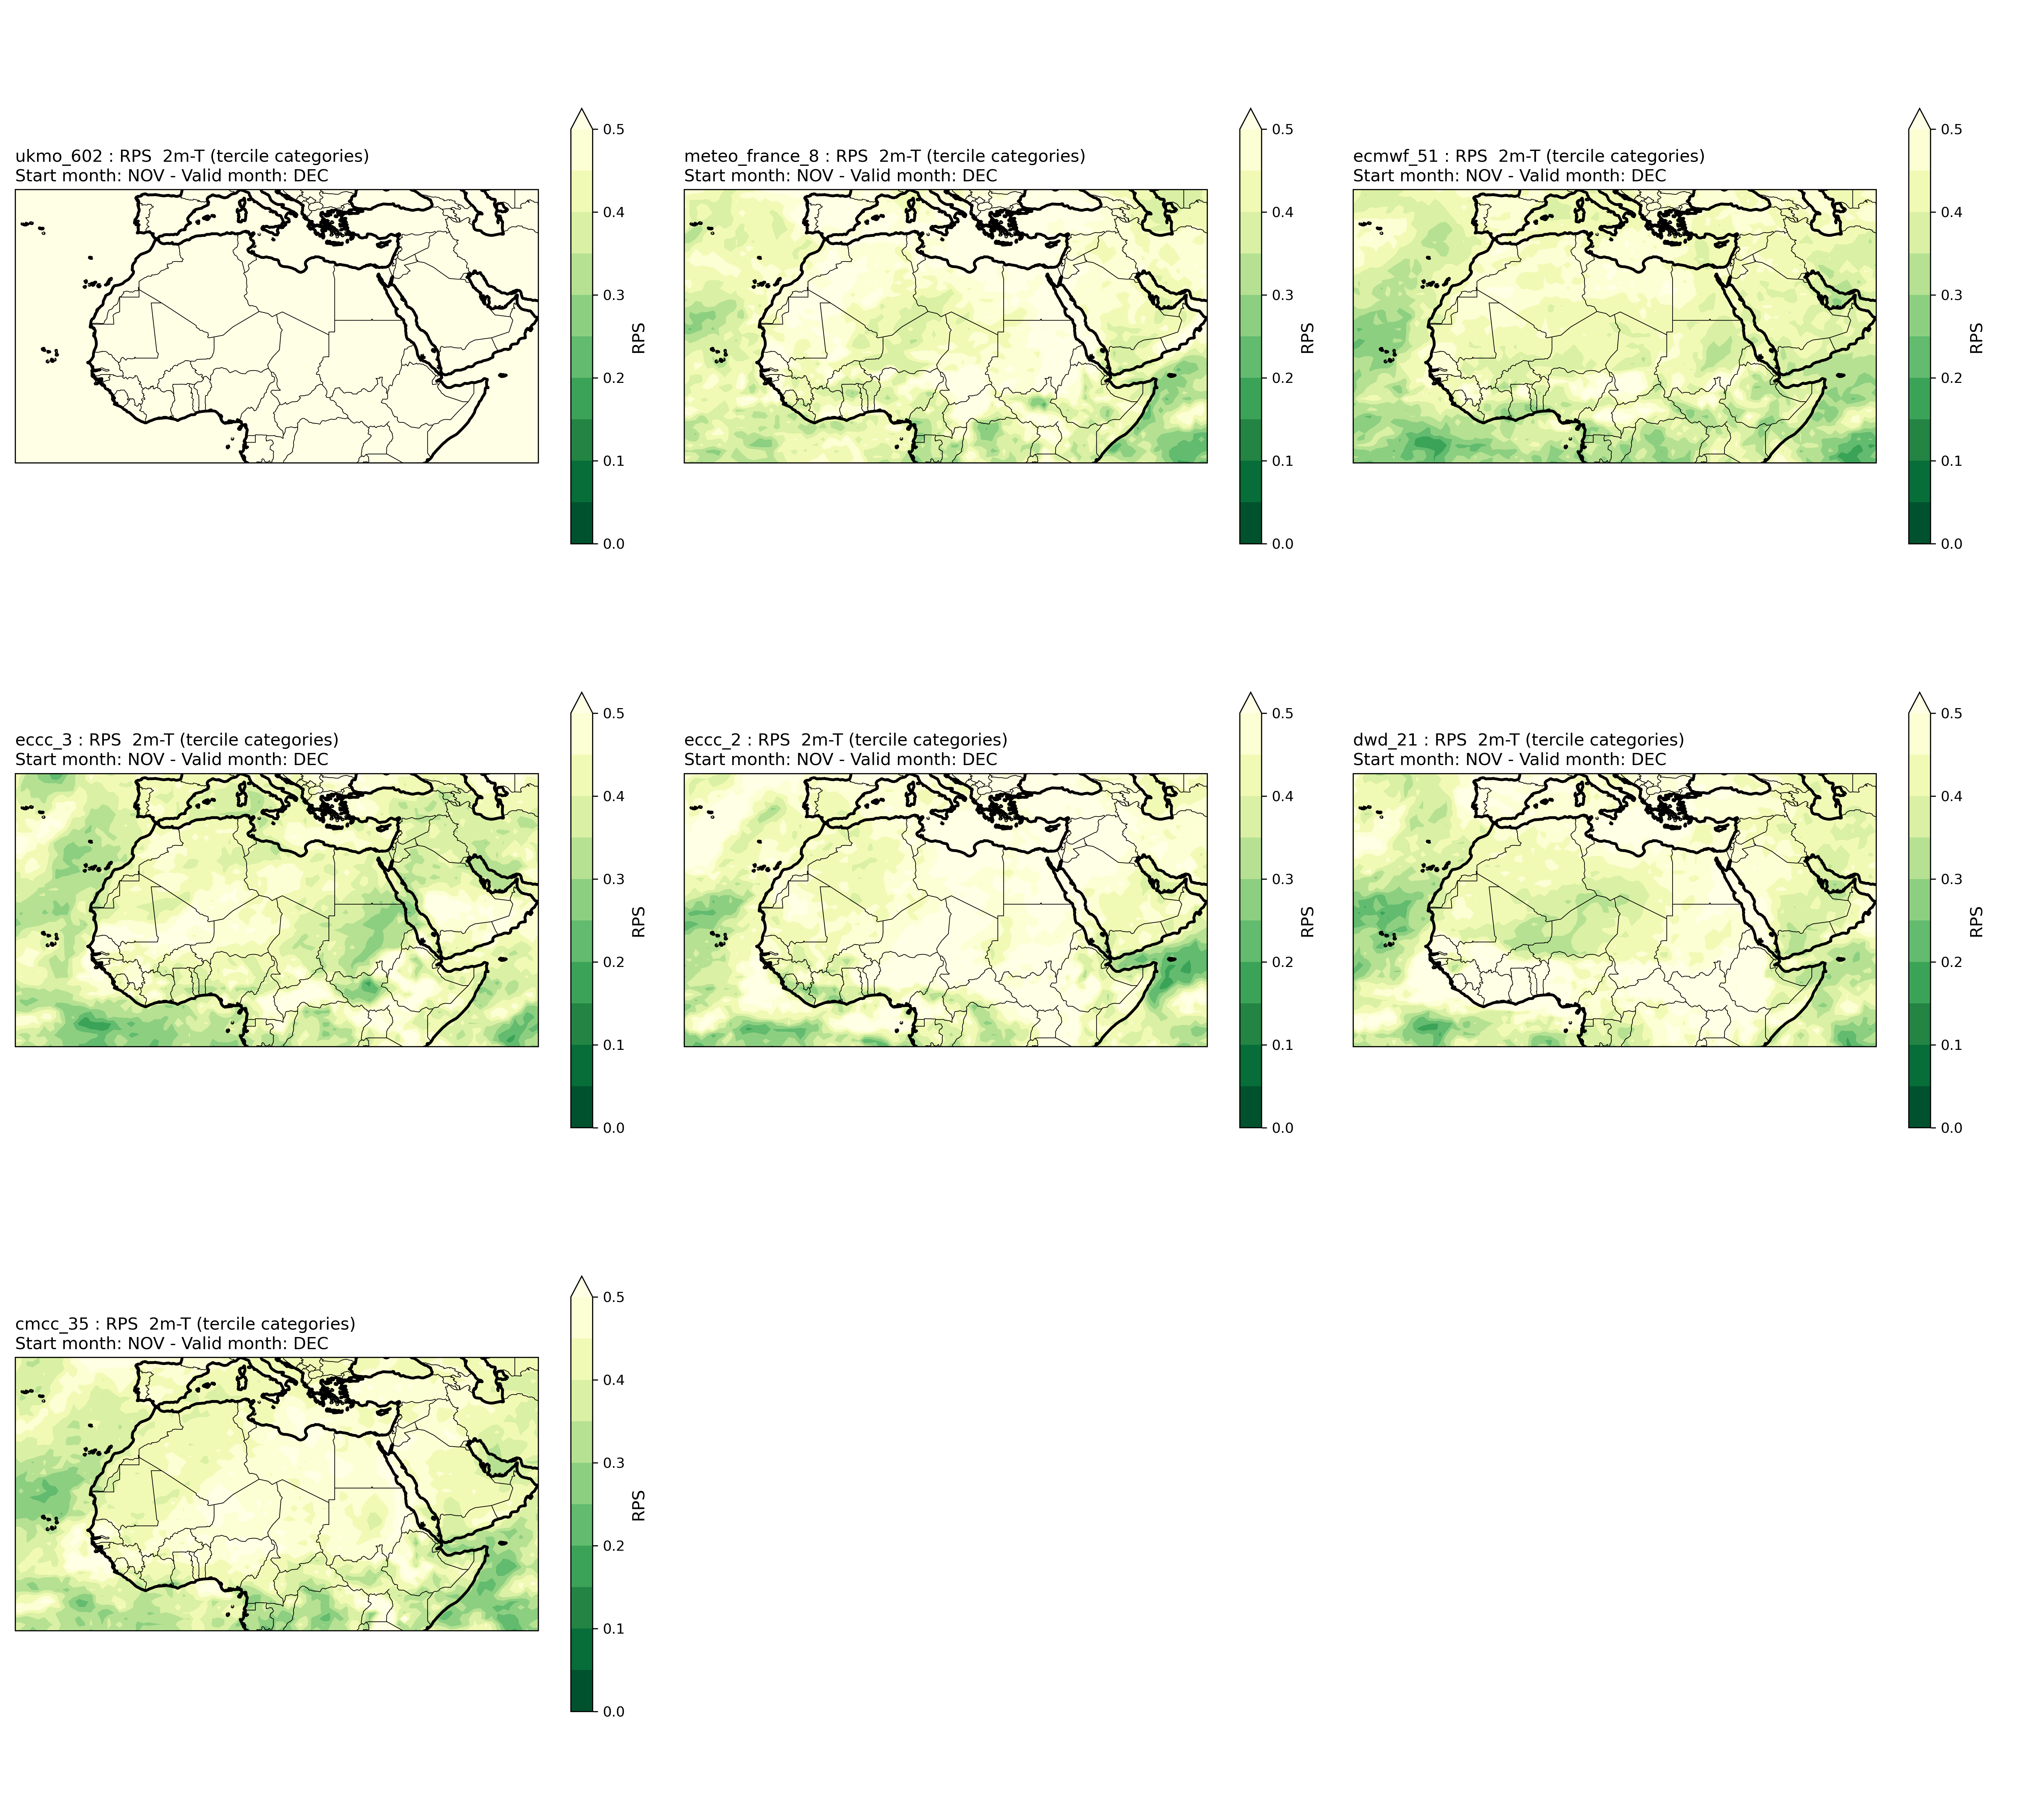 ukmo_602 : RPS  2m-T (tercile categories)
Start month: NOV - Valid month: DEC
0.5
0.4
0.3
0.2
0.1
0.0
RPS
meteo_france_8 : RPS  2m-T (tercile categories)
Start month: NOV - Valid month: DEC
0.5
0.4
0.3
0.2
0.1
0.0
RPS
ecmwf_51 : RPS  2m-T (tercile categories)
Start month: NOV - Valid month: DEC
0.5
0.4
0.3
0.2
0.1
0.0
RPS
eccc_3 : RPS  2m-T (tercile categories)
Start month: NOV - Valid month: DEC
0.5
0.4
0.3
0.2
0.1
0.0
RPS
eccc_2 : RPS  2m-T (tercile categories)
Start month: NOV - Valid month: DEC
0.5
0.4
0.3
0.2
0.1
0.0
RPS
dwd_21 : RPS  2m-T (tercile categories)
Start month: NOV - Valid month: DEC
0.5
0.4
0.3
0.2
0.1
0.0
RPS
cmcc_35 : RPS  2m-T (tercile categories)
Start month: NOV - Valid month: DEC
0.5
0.4
0.3
0.2
0.1
0.0
RPS